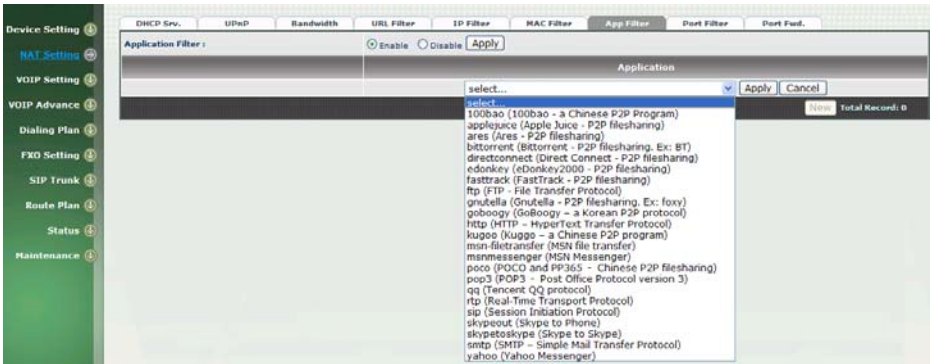 DHCP Srv. UPnP Bandwidth URL Filter IP Filter MAC Filter App Filter Port Filter Port Fwd.
Device Setting
NAT Setting
VOIP Setting
VOIP Advance
Dialing Plan
FXO Setting
SIP Trunk
Route Plan
Status
Maintenance
Application Filter : Enable Disable Apply
Application
select... Apply Cancel
New Total Record: 0
select...
100bao (100bao - a Chinese P2P Program)
applejuice (Apple Juice - P2P filesharing)
ares (Ares - P2P filesharing)
bittorrent (Bittorrent - P2P filesharing. Ex: BT)
directconnect (Direct Connect - P2P filesharing)
edonkey (eDonkey2000 - P2P filesharing)
fasttrack (FastTrack - P2P filesharing)
ftp (FTP - File Transfer Protocol)
gnutella (Gnutella - P2P filesharing. Ex: foxy)
goboogy (GoBoogy – a Korean P2P protocol)
http (HTTP – HyperText Transfer Protocol)
kugoo (Kuggo – a Chinese P2P program)
msn-filetransfer (MSN file transfer)
msnmessenger (MSN Messenger)
poco (POCO and PP365 - Chinese P2P filesharing)
pop3 (POP3 - Post Office Protocol version 3)
qq (Tencent QQ protocol)
rtp (Real-Time Transport Protocol)
sip (Session Initiation Protocol)
skypeout (Skype to Phone)
skypetoskype (Skype to Skype)
smtp (SMTP – Simple Mail Transfer Protocol)
yahoo (Yahoo Messenger)